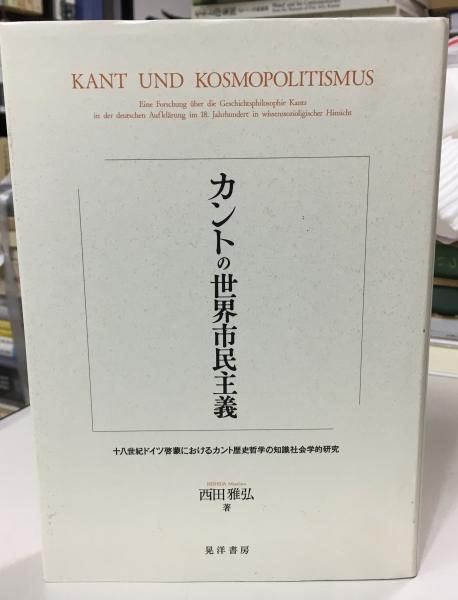 KANT UND KOSMOPOLITISMUS
Eine Forschung über die Geschichtsphilosophie Kants
in der deutschen Aufklärung im 18. Jahrhundert in wissenssoziologischer Hinsicht
カントの世界市民主義
十八世紀ドイツ啓蒙におけるカント歴史哲学の知識社会学的研究
NISHIDA Masahiro
西田雅弘
著
晃洋書房